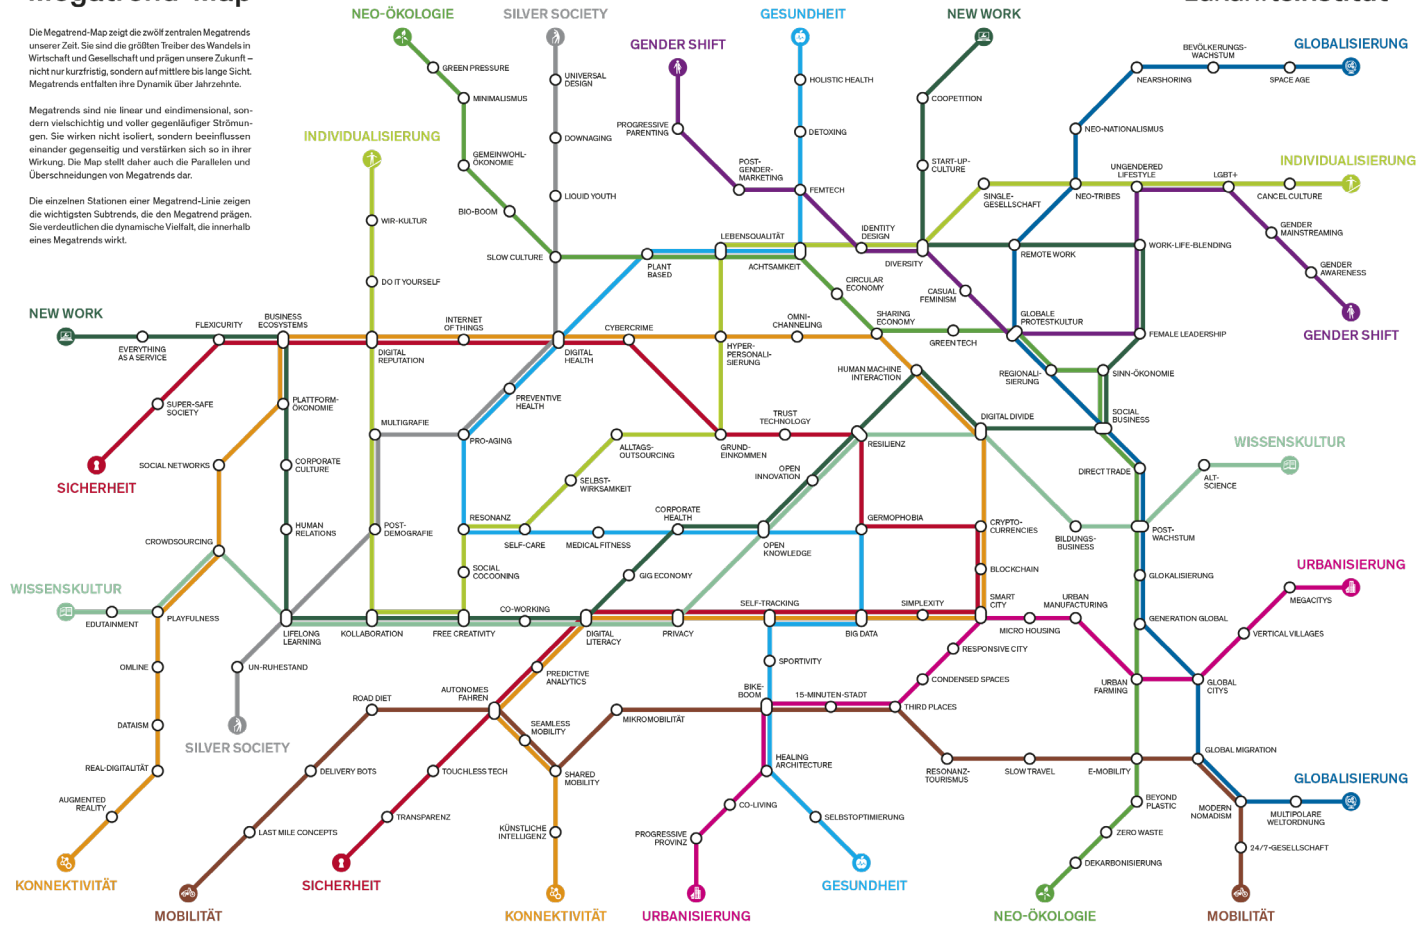 Megatrend-Map
Zukunftsinstitut
Die Megatrend-Map zeigt die zwölf zentralen Megatrends
unserer Zeit. Sie sind die größten Treiber des Wandels in
Wirtschaft und Gesellschaft und prägen unsere Zukunft –
nicht nur kurzfristig, sondern auf mittlere bis lange Sicht.
Megatrends entfalten ihre Dynamik über Jahrzehnte.
Megatrends sind nie linear und eindimensional, son-
dern vielschichtig und voller gegenläufiger Strömun-
gen. Sie wirken nicht isoliert, sondern beeinflussen
einander gegenseitig und verstärken sich so in ihrer
Wirkung. Die Map stellt daher auch die Parallelen und
Überschneidungen von Megatrends dar.
Die einzelnen Stationen einer Megatrend-Linie zeigen
die wichtigsten Subtrends, die den Megatrend prägen.
Sie verdeutlichen die dynamische Vielfalt, die innerhalb
eines Megatrends wirkt.
NEO-ÖKOLOGIE
SILVER SOCIETY
GENDER SHIFT
GESUNDHEIT
NEW WORK
GLOBALISIERUNG
BEVÖLKERUNGS-
WACHSTUM
NEARSHORING
SPACE AGE
GREEN PRESSURE
UNIVERSAL
DESIGN
HOLISTIC HEALTH
MINIMALISMUS
COOPETITION
INDIVIDUALISIERUNG
DOWNAGING
PROGRESSIVE
PARENTING
DETOXING
NEO-NATIONALISMUS
GEMEINWOHL-
ÖKONOMIE
POST-
GENDER-
MARKETING
START-UP-
CULTURE
UNGENDERED
LIFESTYLE
LGBT+
INDIVIDUALISIERUNG
LIQUID YOUTH
FEMTECH
SINGLE-
GESELLSCHAFT
NEO-TRIBES
CANCEL CULTURE
WIR-KULTUR
BIO-BOOM
LEBENSQUALITÄT
IDENTITY
DESIGN
GENDER
MAINSTREAMING
SLOW CULTURE
PLANT
BASED
ACHTSAMKEIT
DIVERSITY
REMOTE WORK
WORK-LIFE-BLENDING
DO IT YOURSELF
CIRCULAR
ECONOMY
CASUAL
FEMINISM
GENDER
AWARENESS
NEW WORK
FLEXICURITY
BUSINESS
ECOSYSTEMS
INTERNET
OF THINGS
CYBERCRIME
OMNI-
CHANNELING
SHARING
ECONOMY
GLOBALE
PROTESTKULTUR
FEMALE LEADERSHIP
GENDER SHIFT
EVERYTHING
AS A SERVICE
DIGITAL
REPUTATION
DIGITAL
HEALTH
HYPER-
PERSONALI-
SIERUNG
GREEN TECH
HUMAN MACHINE
INTERACTION
REGIONALI-
SIERUNG
SINN-ÖKONOMIE
SUPER-SAFE
SOCIETY
PLATTFORM-
ÖKONOMIE
PREVENTIVE
HEALTH
MULTIGRAFIE
PRO-AGING
TRUST
TECHNOLOGY
DIGITAL DIVIDE
SOCIAL
BUSINESS
SOCIAL NETWORKS
CORPORATE
CULTURE
ALLTAGS-
OUTSOURCING
GRUND-
EINKOMMEN
RESILIENZ
WISSENSKULTUR
SICHERHEIT
SELBST-
WIRKSAMKEIT
OPEN
INNOVATION
DIRECT TRADE
ALT-
SCIENCE
HUMAN
RELATIONS
POST-
DEMOGRAFIE
RESONANZ
SELF-CARE
MEDICAL FITNESS
CORPORATE
HEALTH
OPEN
KNOWLEDGE
GERMOPHOBIA
CRYPTO-
CURRENCIES
BILDUNGS-
BUSINESS
POST-
WACHSTUM
CROWDSOURCING
SOCIAL
COCOONING
GIG ECONOMY
BLOCKCHAIN
GLOKALISIERUNG
URBANISIERUNG
WISSENSKULTUR
EDUTAINMENT
PLAYFULNESS
CO-WORKING
SELF-TRACKING
SIMPLEXITY
SMART
CITY
URBAN
MANUFACTURING
MEGACITYS
LIFELONG
LEARNING
KOLLABORATION
FREE CREATIVITY
DIGITAL
LITERACY
PRIVACY
BIG DATA
MICRO HOUSING
GENERATION GLOBAL
VERTICAL VILLAGES
OMLINE
UN-RUHESTAND
PREDICTIVE
ANALYTICS
SPORTIVITY
RESPONSIVE CITY
CONDENSED SPACES
URBAN
FARMING
GLOBAL
CITYS
ROAD DIET
AUTONOMES
FAHREN
BIKE-
BOOM
15-MINUTEN-STADT
THIRD PLACES
DATAISM
SILVER SOCIETY
SEAMLESS
MOBILITY
MIKROMOBILITÄT
REAL-DIGITALITÄT
DELIVERY BOTS
TOUCHLESS TECH
SHARED
MOBILITY
HEALING
ARCHITECTURE
RESONANZ-
TOURISMUS
SLOW TRAVEL
E-MOBILITY
GLOBAL MIGRATION
GLOBALISIERUNG
AUGMENTED
REALITY
TRANSPARENZ
CO-LIVING
SELBSTOPTIMIERUNG
BEYOND
PLASTIC
MODERN
NOMADISM
MULTIPOLARE
WELTORDNUNG
LAST MILE CONCEPTS
KÜNSTLICHE
INTELLIGENZ
PROGRESSIVE
PROVINZ
ZERO WASTE
24/7-GESELLSCHAFT
DEKARBONISIERUNG
KONNEKTIVITÄT
SICHERHEIT
GESUNDHEIT
MOBILITÄT
KONNEKTIVITÄT
URBANISIERUNG
NEO-ÖKOLOGIE
MOBILITÄT